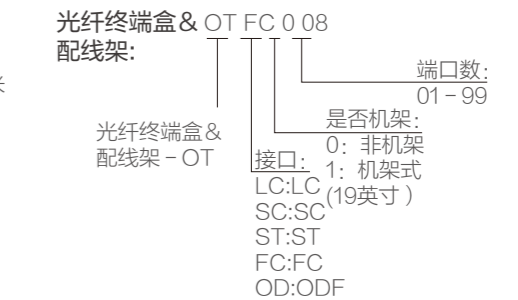 光纤终端盒& OT FC 0 08
配线架:
端口数:
01-99
是否机架:
0: 非机架
1: 机架式
(19英寸)
光纤终端盒&
配线架-OT
接口:
LC:LC
SC:SC
ST:ST
FC:FC
OD:ODF